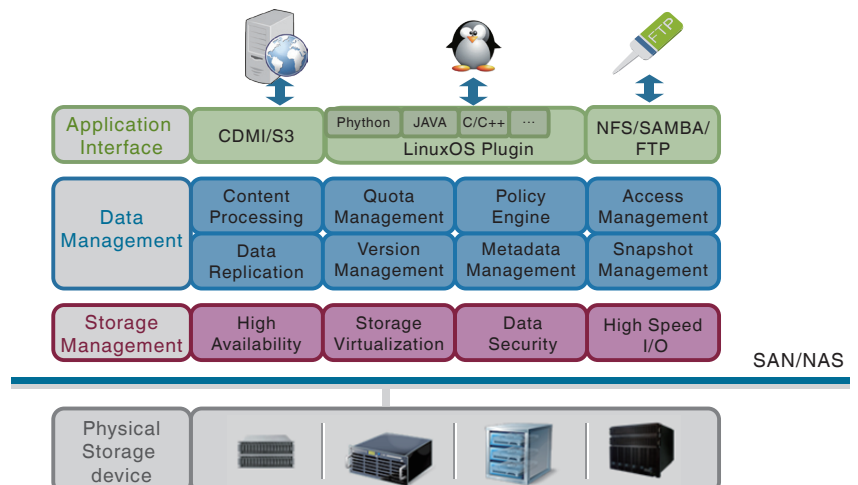 FTP
Application
Interface
CDMI/S3
Phython
JAVA
C/C++
...
LinuxOS Plugin
NFS/SAMBA/
FTP
Data
Management
Content
Processing
Quota
Management
Policy
Engine
Access
Management
Data
Replication
Version
Management
Metadata
Management
Snapshot
Management
Storage
Management
High
Availability
Storage
Virtualization
Data
Security
High Speed
I/O
SAN/NAS
Physical
Storage
device